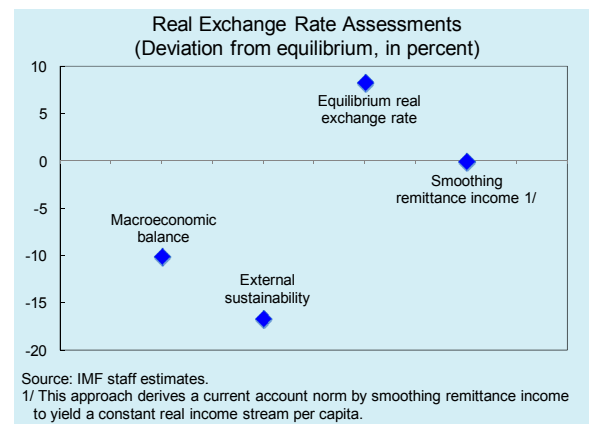 Real Exchange Rate Assessments
(Deviation from equilibrium, in percent)
10
5
0
-5
-10
-15
-20
Equilibrium real
exchange rate
Smoothing
remittance income 1/
Macroeconomic
balance
External
sustainability
Source: IMF staff estimates.
1/ This approach derives a current account norm by smoothing remittance income
to yield a constant real income stream per capita.